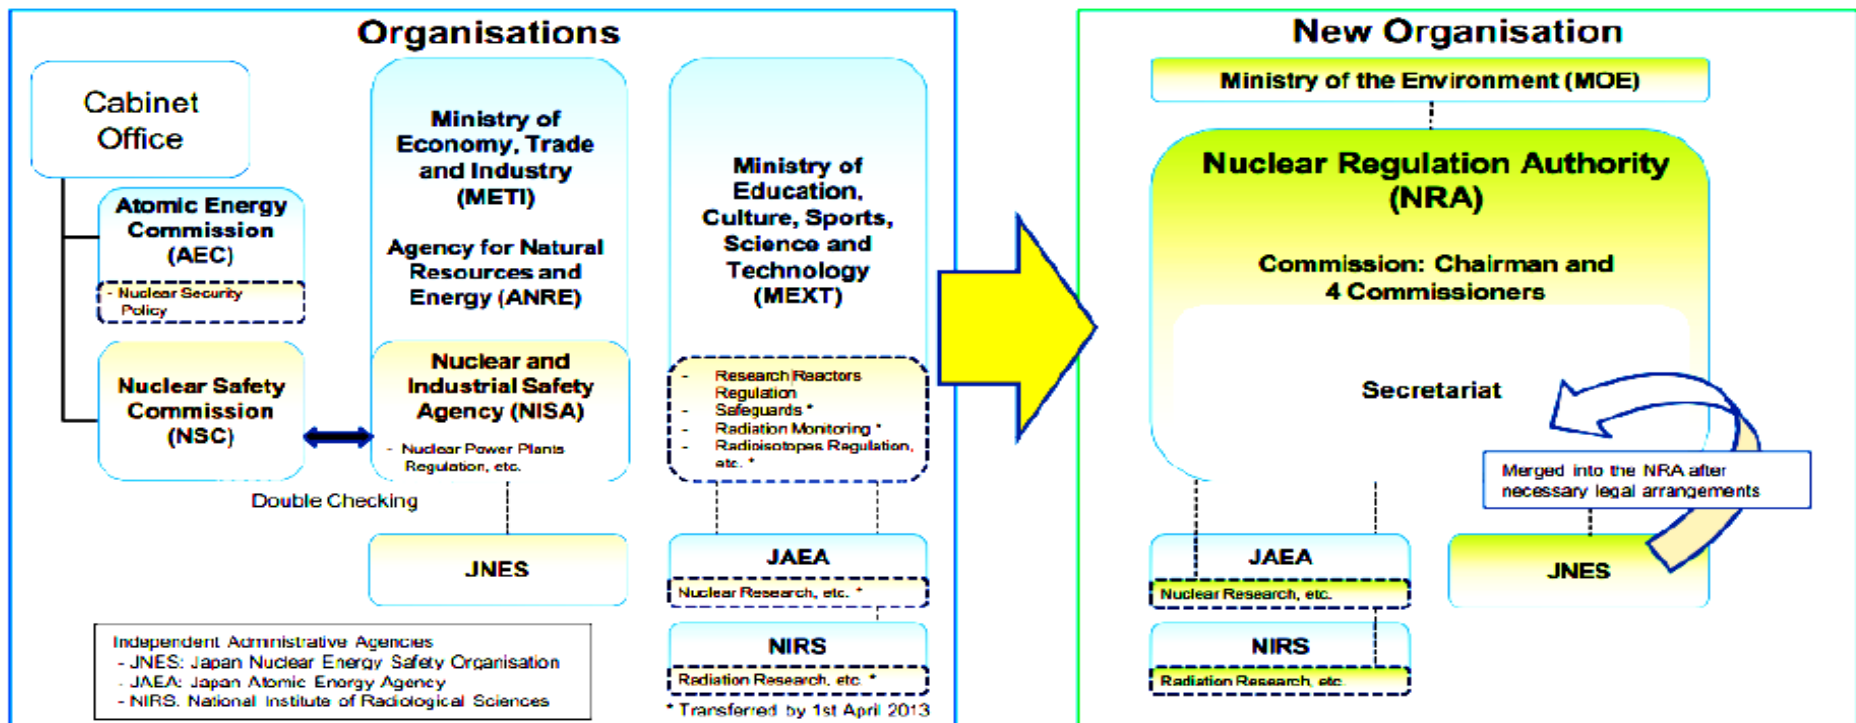 Organisations
Cabinet
Office
Atomic Energy
Commission
(AEC)
- Nuclear Security
Policy
Nuclear Safety
Commission
(NSC)
Double Checking
Ministry of
Economy, Trade
and Industry
(METI)
Agency for Natural
Resources and
Energy (ANRE)
Nuclear and
Industrial Safety
Agency (NISA)
- Nuclear Power Plants
Regulation, etc.
JNES
Ministry of
Education,
Culture, Sports,
Science and
Technology
(MEXT)
- Research Reactors
Regulation
- Safeguards *
- Radiation Monitoring *
- Radioisotopes Regulation,
etc. *
JAEA
Nuclear Research, etc. *
NIRS
Radiation Research, etc. *
* Transferred by 1st April 2013
Independent Administrative Agencies
- JNES: Japan Nuclear Energy Safety Organisation
- JAEA: Japan Atomic Energy Agency
- NIRS: National Institute of Radiological Sciences
New Organisation
Ministry of the Environment (MOE)
Nuclear Regulation Authority
(NRA)
Commission: Chairman and
4 Commissioners
Secretariat
Merged into the NRA after
necessary legal arrangements
JAEA
Nuclear Research, etc.
NIRS
Radiation Research, etc.
JNES